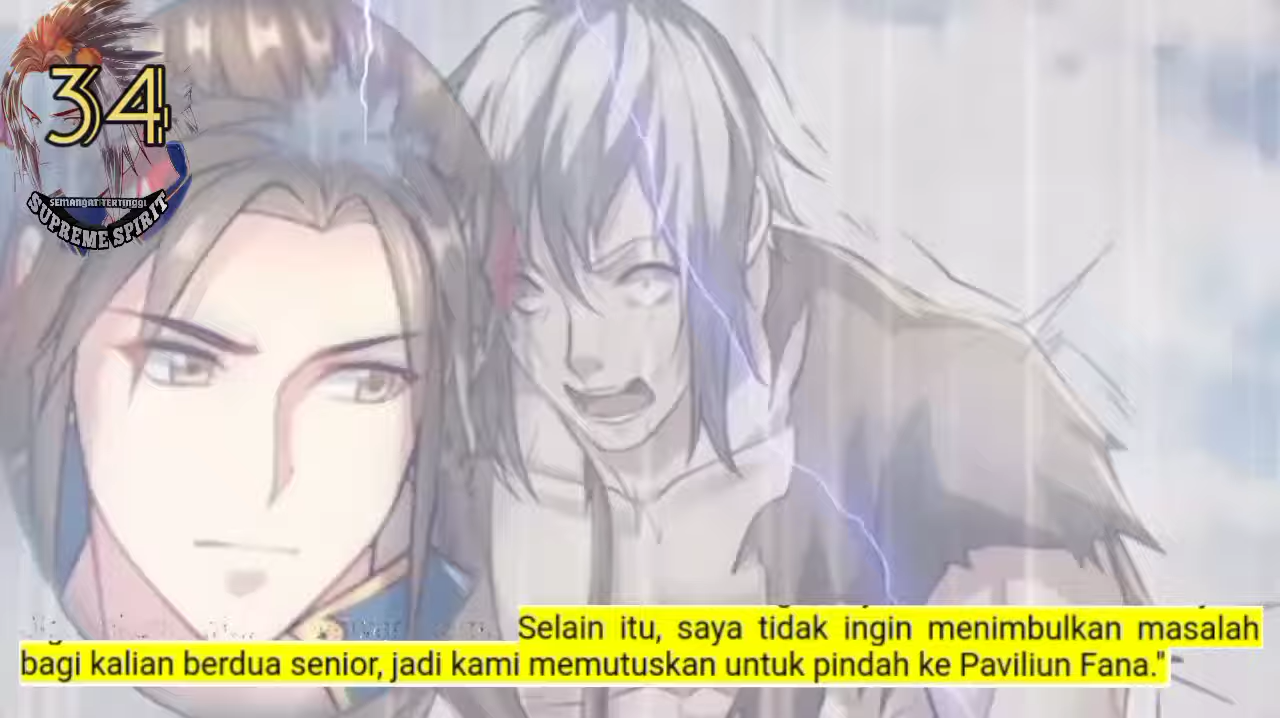 34
SEMANGAT TERTINGGI
SUPREME SPIRIT
Selain itu, saya tidak ingin menimbulkan masalah
bagi kalian berdua senior, jadi kami memutuskan untuk pindah ke Paviliun Fana."